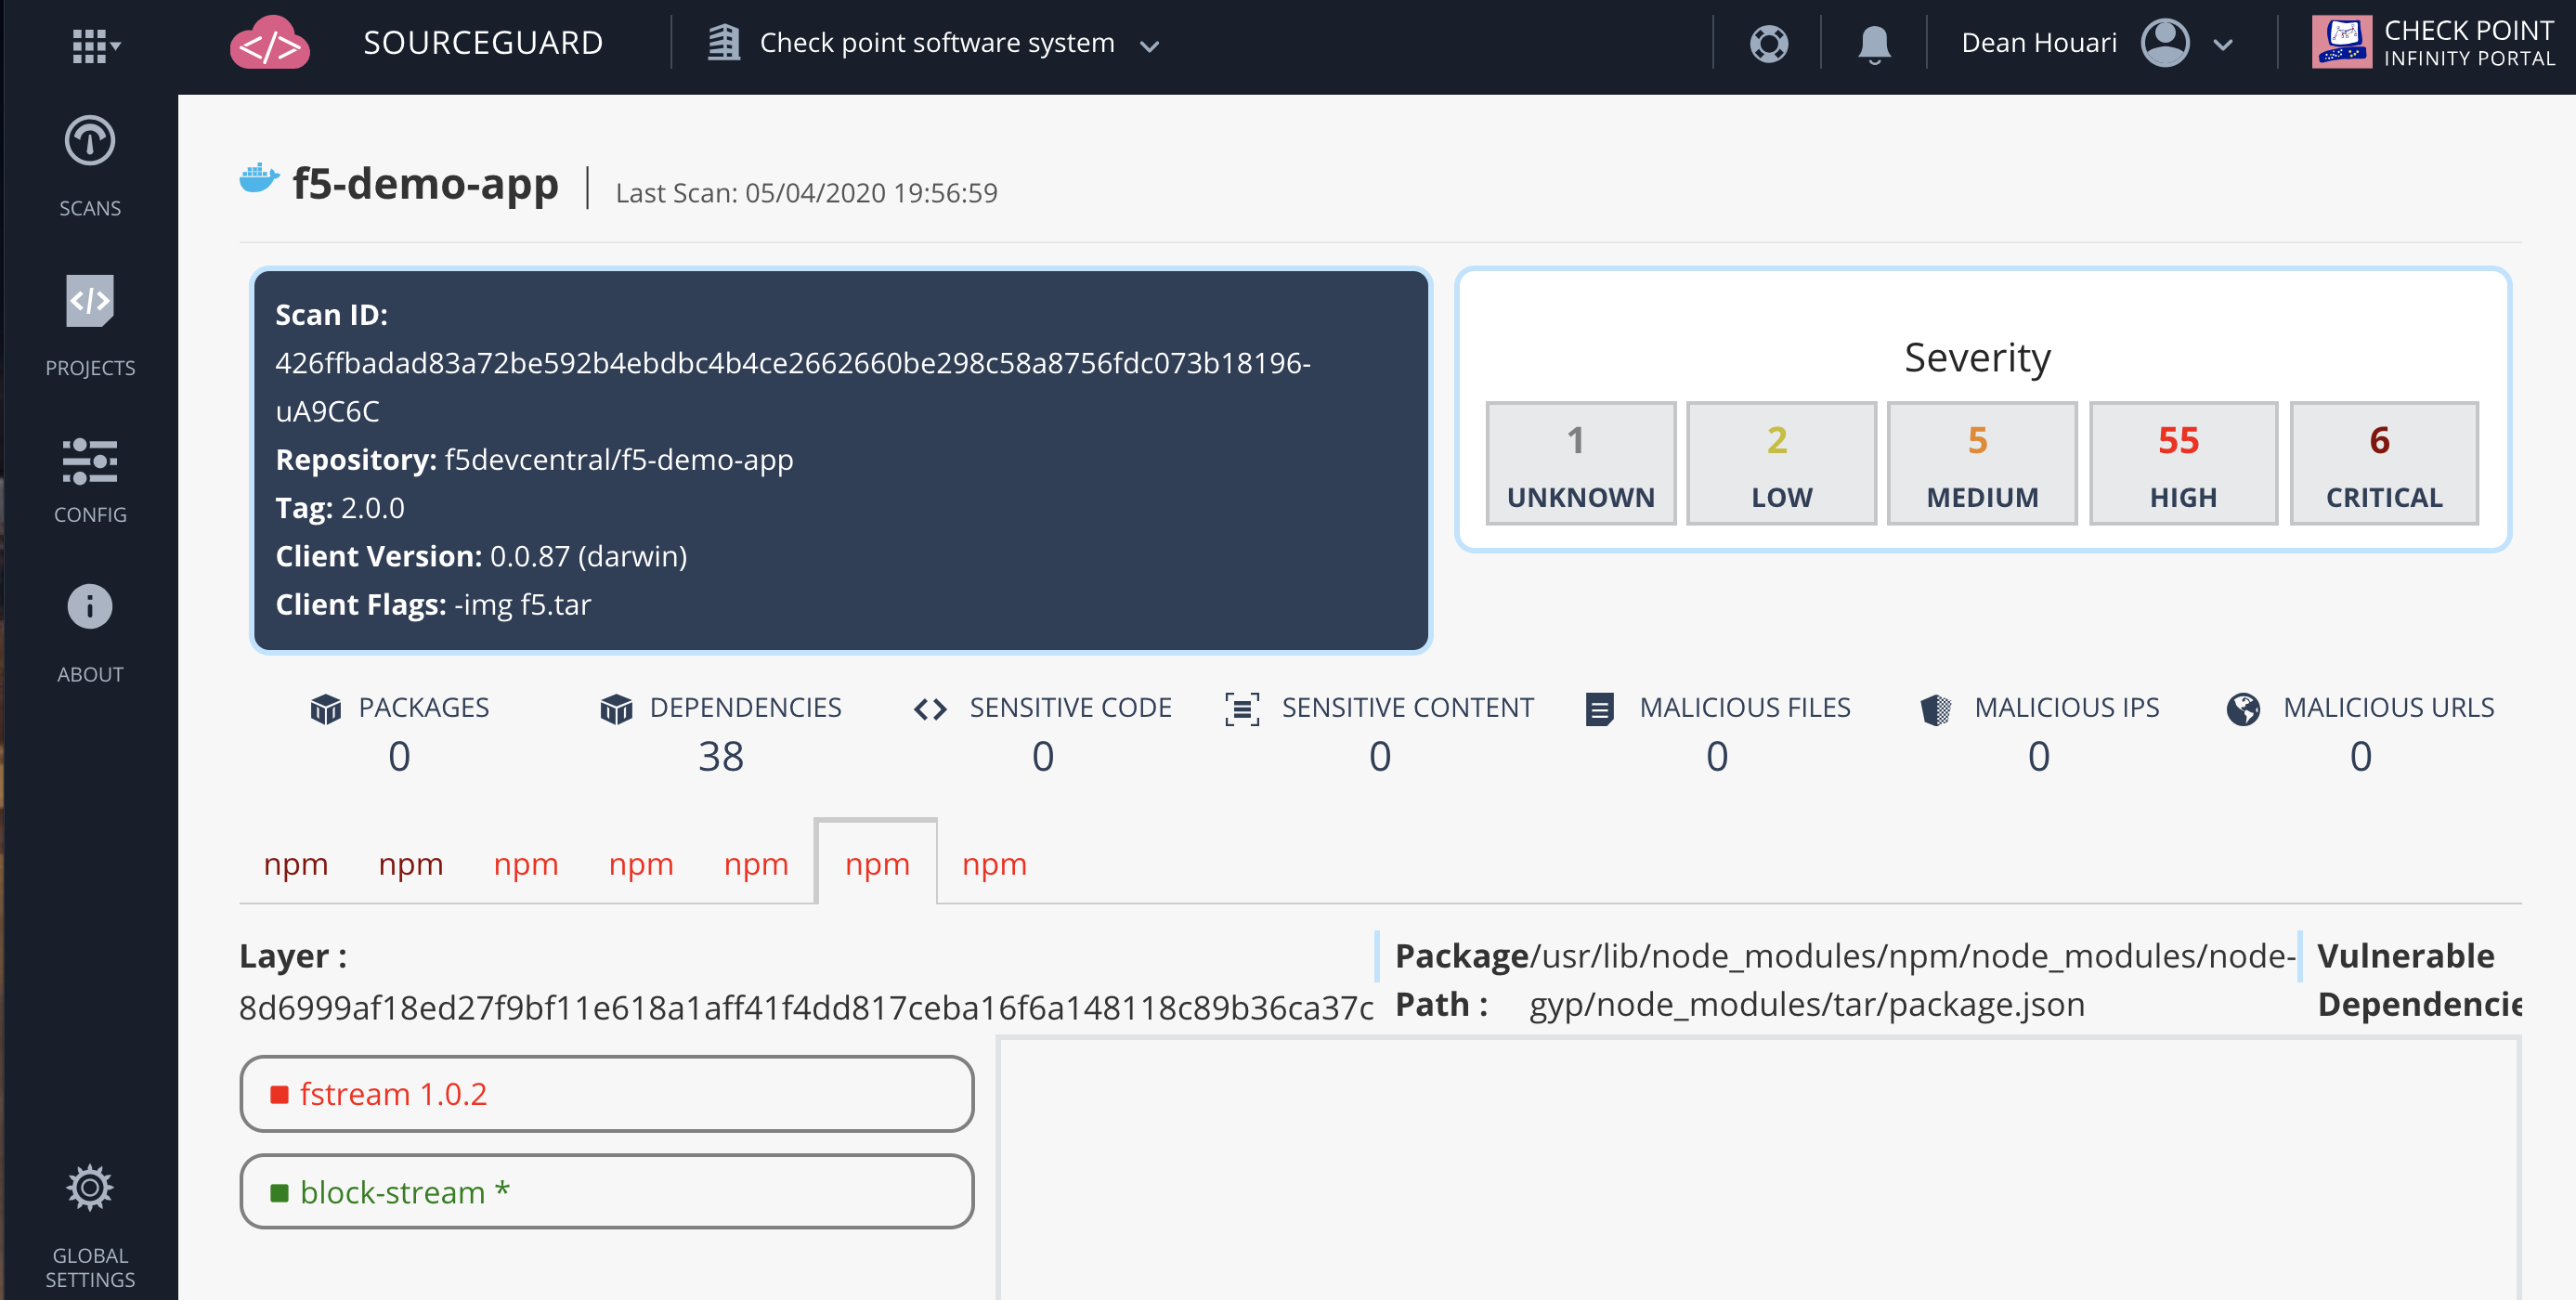 SOURCEGUARD
Check point software system
Dean Houari
CHECK POINT
INFINITY PORTAL
SCANS
PROJECTS
CONFIG
ABOUT
GLOBAL
SETTINGS
f5-demo-app
Last Scan: 05/04/2020 19:56:59
Scan ID:
426ffbadad83a72be592b4ebdbc4b4ce2662660be298c58a8756fdc073b18196-
uA9C6C
Repository: f5devcentral/f5-demo-app
Tag: 2.0.0
Client Version: 0.0.87 (darwin)
Client Flags: -img f5.tar
Severity
1 2 5 55 6
UNKNOWN LOW MEDIUM HIGH CRITICAL
PACKAGES DEPENDENCIES SENSITIVE CODE SENSITIVE CONTENT MALICIOUS FILES MALICIOUS IPS MALICIOUS URLS
0 38 0 0 0 0 0
npm npm npm npm npm npm npm
Layer :
8d6999af18ed27f9bf11e618a1aff41f4dd817ceba16f6a148118c89b36ca37c
Package /usr/lib/node_modules/npm/node_modules/node-
Path : gyp/node_modules/tar/package.json
Vulnerable
Dependencie
fstream 1.0.2
block-stream *